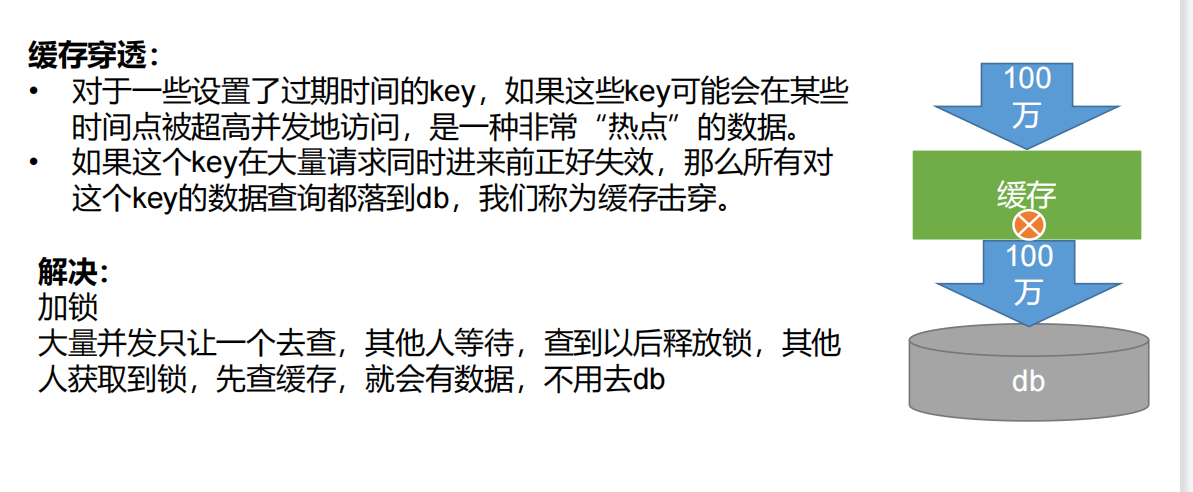 缓存穿透：
• 对于一些设置了过期时间的key，如果这些key可能会在某些
时间点被超高并发地访问，是一种非常“热点”的数据。
• 如果这个key在大量请求同时进来前正好失效，那么所有对
这个key的数据查询都落到db，我们称为缓存击穿。
解决：
加锁
大量并发只让一个去查，其他人等待，查到以后释放锁，其他
人获取到锁，先查缓存，就会有数据，不用去db
100
万
缓存
100
万
db